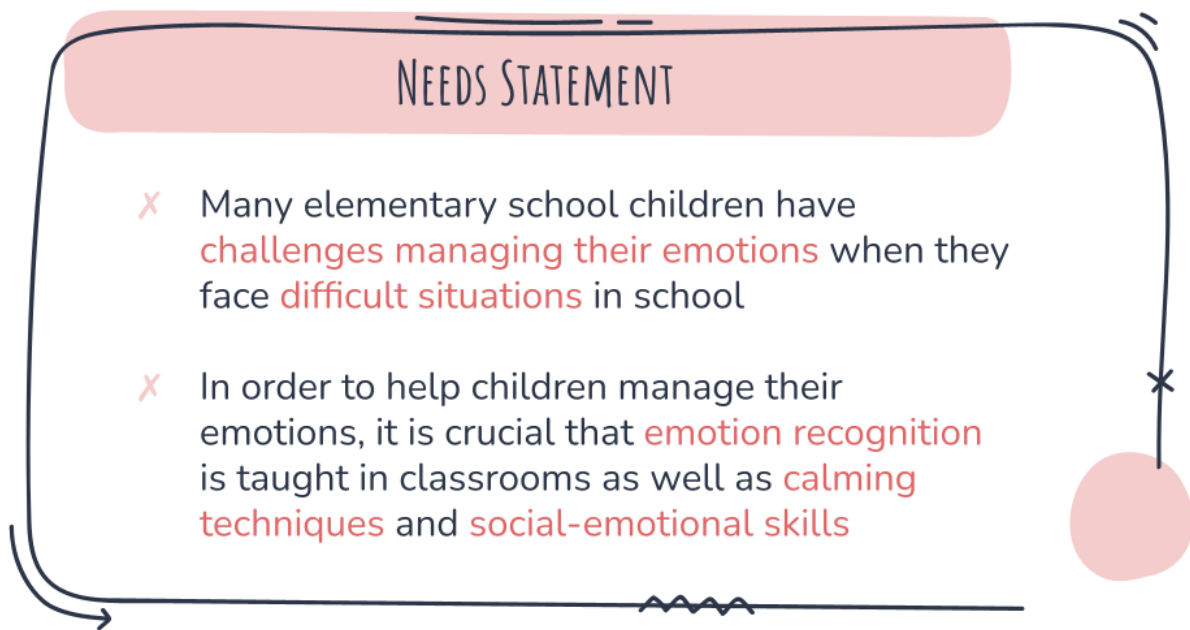 Needs Statement
✗ Many elementary school children have
challenges managing their emotions when they
face difficult situations in school
✗ In order to help children manage their
emotions, it is crucial that emotion recognition
is taught in classrooms as well as calming
techniques and social-emotional skills